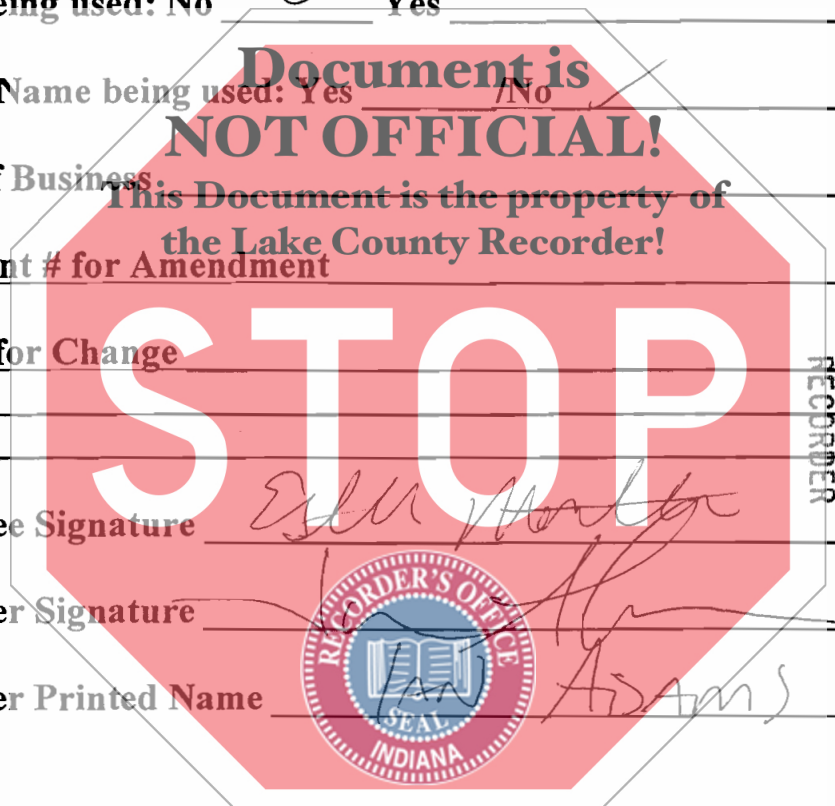 eing used: No Yes
Document is
Name being used: Yes /No
NOT OFFICIAL!
f Business
This Document is the property of
the Lake County Recorder!
nt # for Amendment
for Change
STOP
RECORDER
ee Signature
er Signature
RECORDER'S OFFICE
er Printed Name IAN ADAMS
SEAL
INDIANA